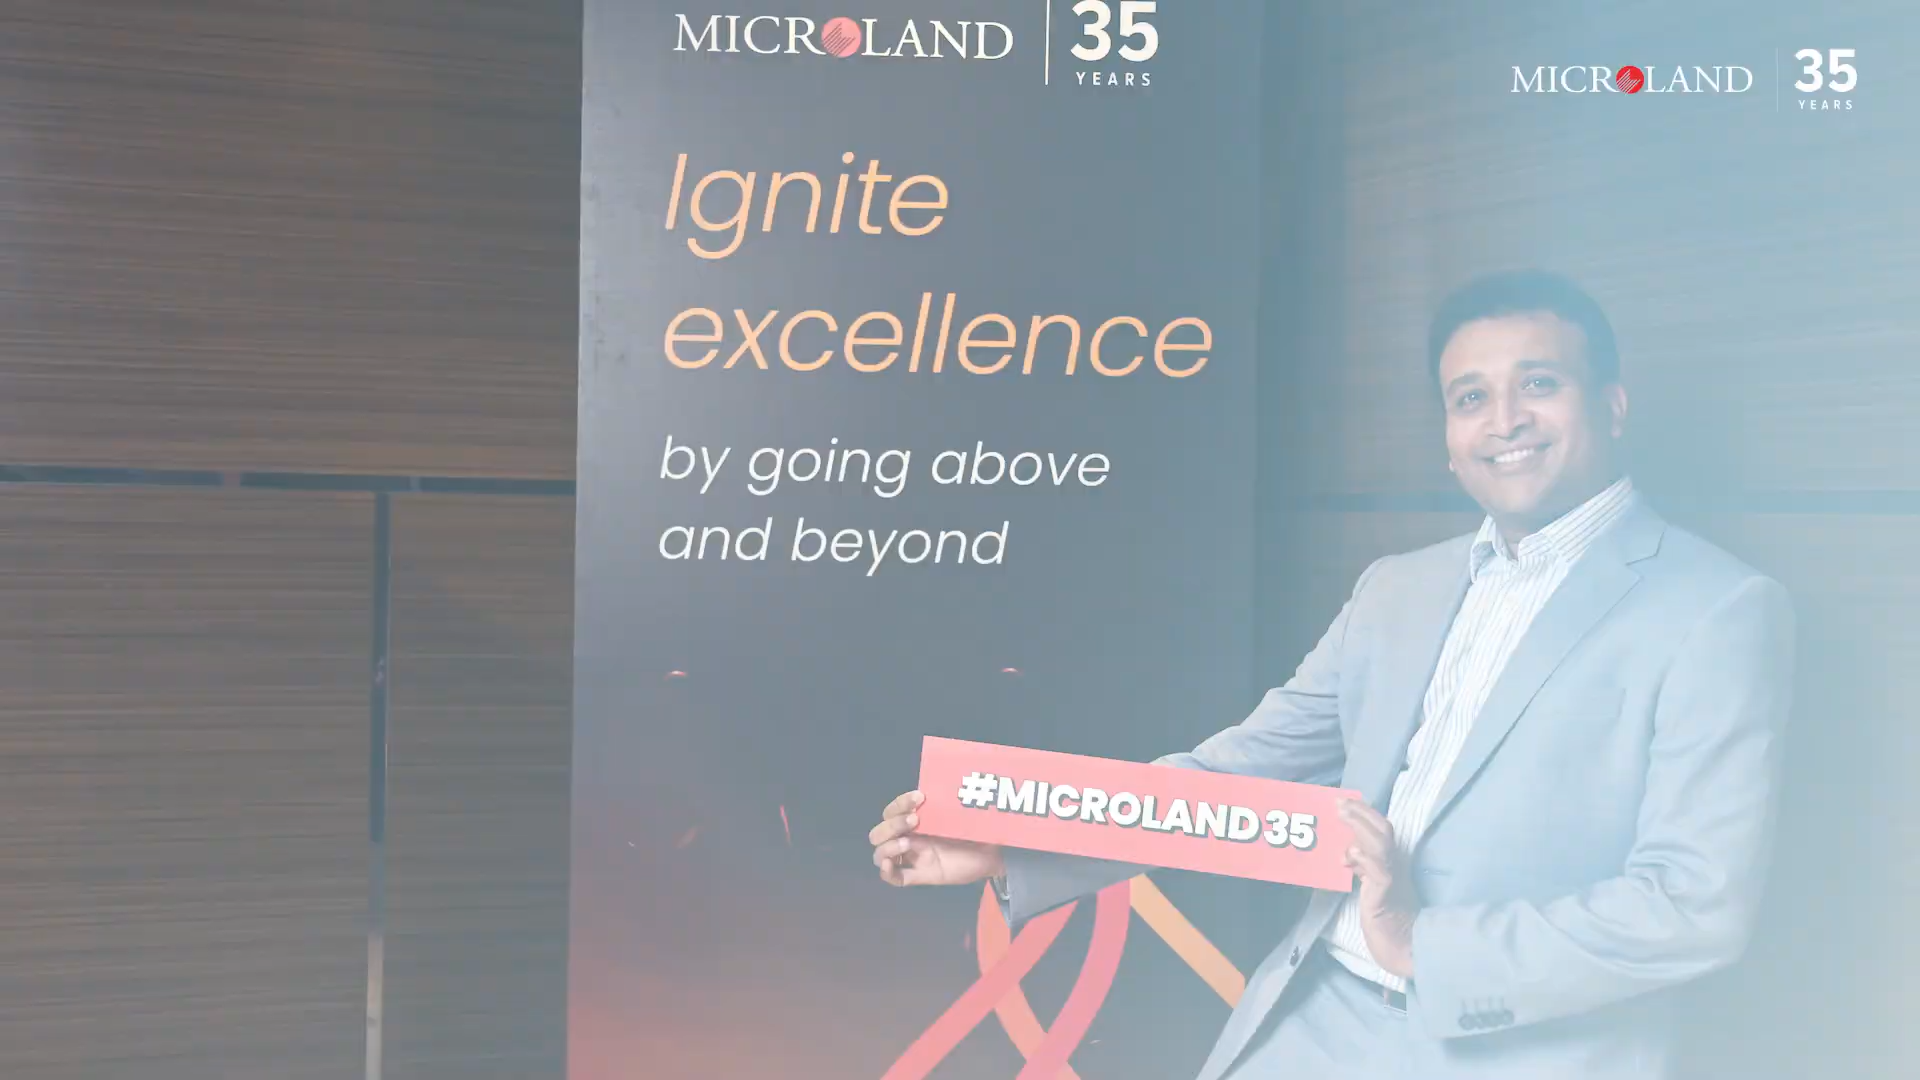 MICROLAND | 35
YEARS
MICROLAND | 35
YEARS
Ignite
excellence
by going above
and beyond
#MICROLAND35